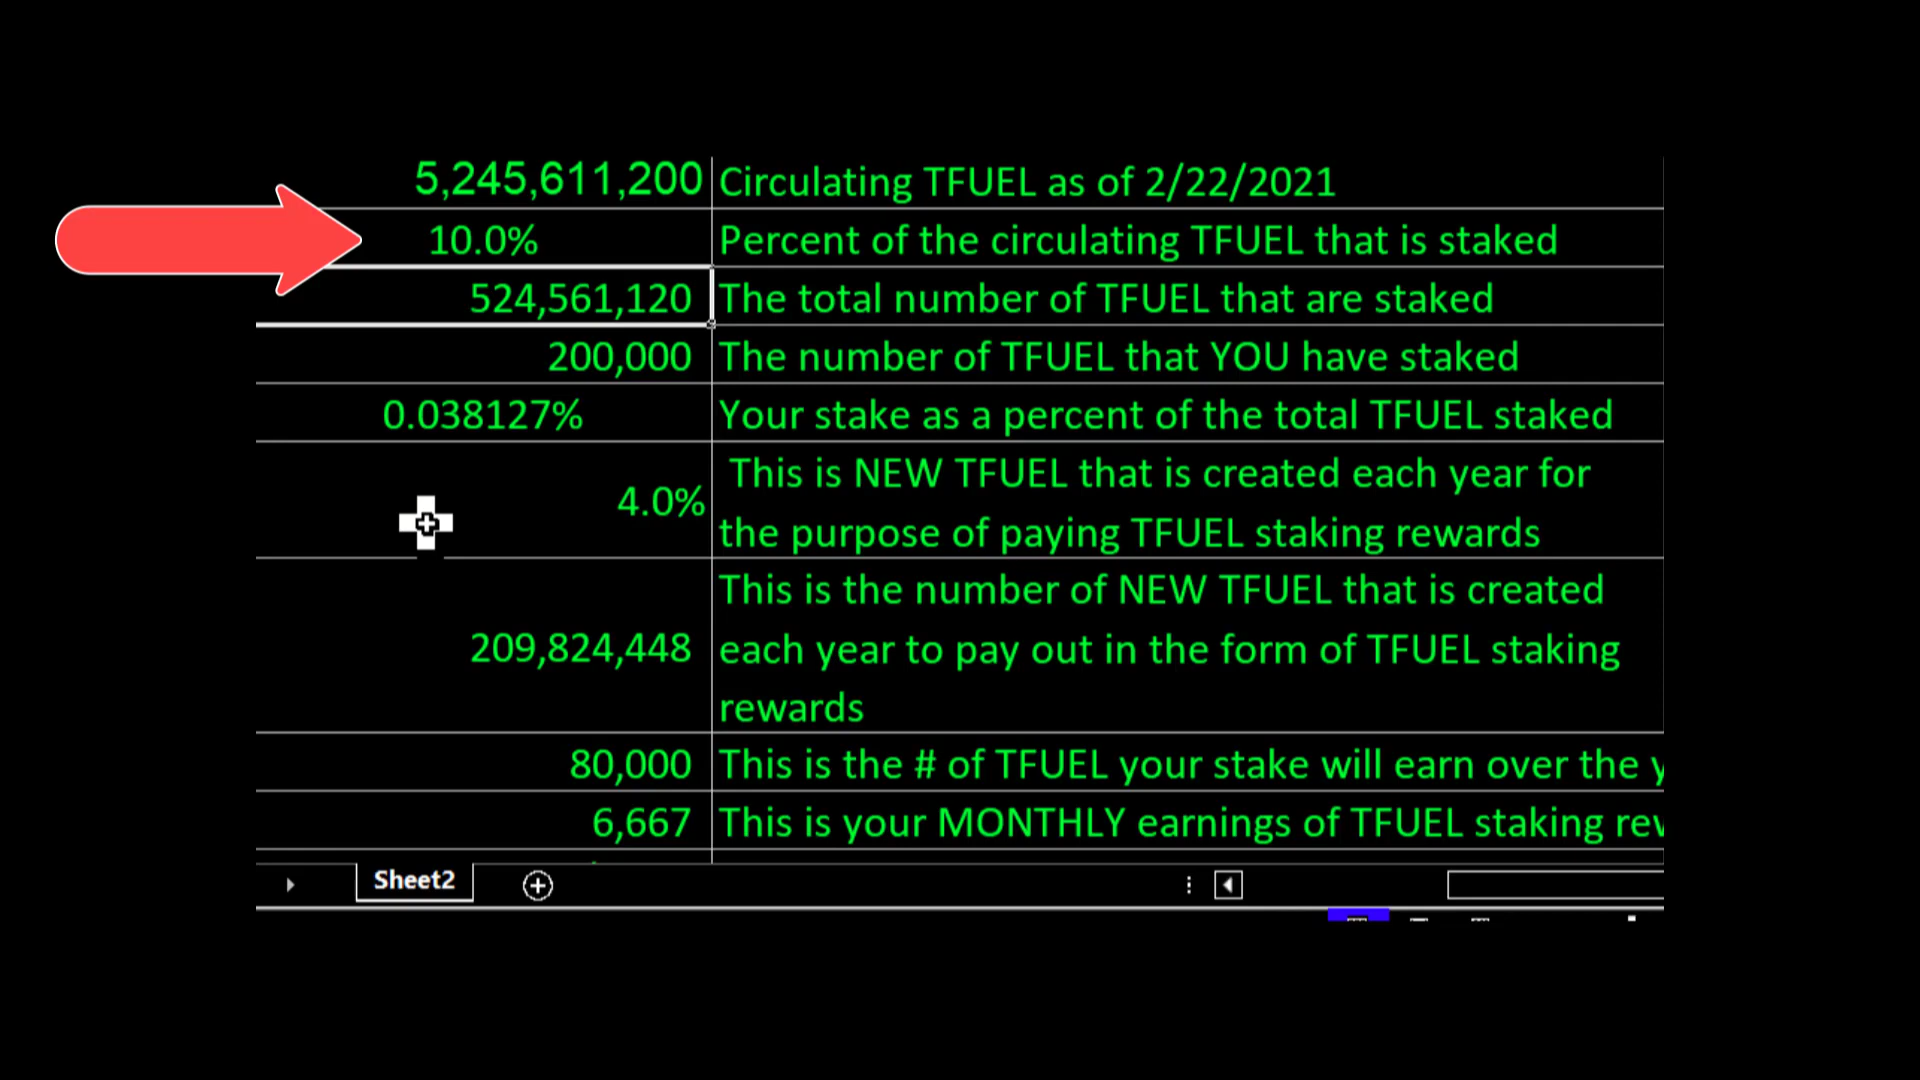 5,245,611,200 Circulating TFUEL as of 2/22/2021
10.0% Percent of the circulating TFUEL that is staked
524,561,120 The total number of TFUEL that are staked
200,000 The number of TFUEL that YOU have staked
0.038127% Your stake as a percent of the total TFUEL staked
This is NEW TFUEL that is created each year for
4.0%
the purpose of paying TFUEL staking rewards
This is the number of NEW TFUEL that is created
209,824,448 each year to pay out in the form of TFUEL staking
rewards
80,000 This is the # of TFUEL your stake will earn over the
6,667 This is your MONTHLY earnings of TFUEL staking
Sheet2